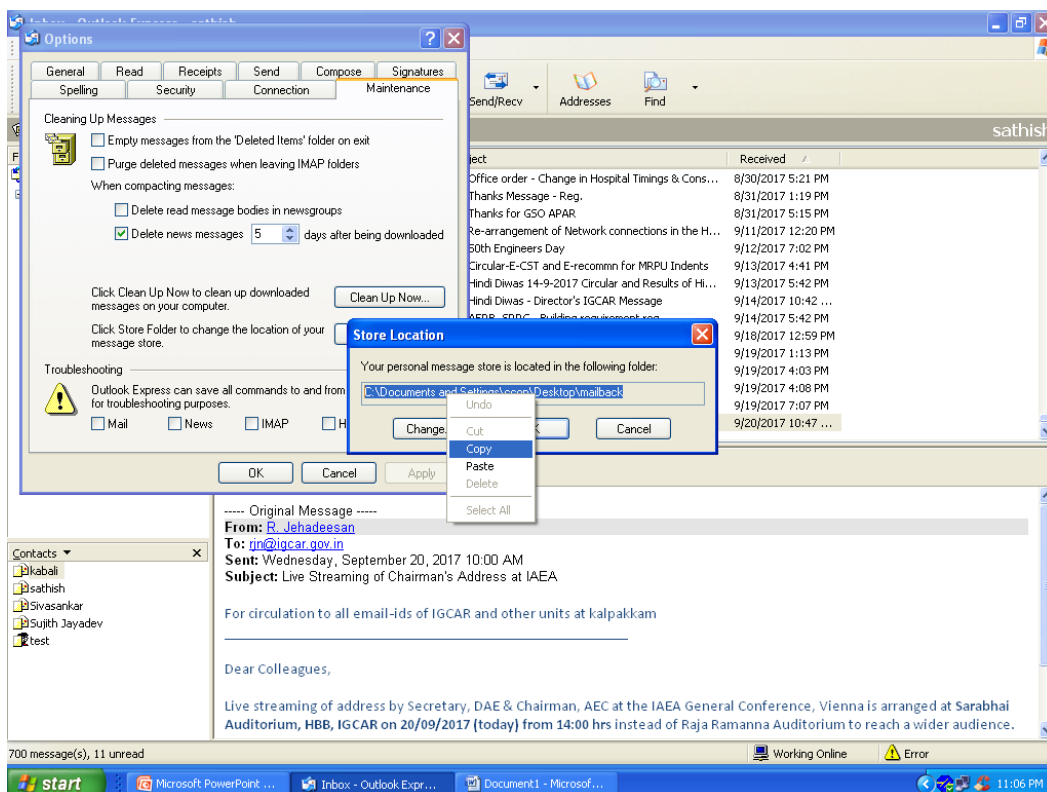 Inbox - Outlook Express - sathish
Options
General Read Receipts Send Compose Signatures
Spelling Security Connection Maintenance
Cleaning Up Messages
Empty messages from the 'Deleted Items' folder on exit
Purge deleted messages when leaving IMAP folders
When compacting messages:
Delete read message bodies in newsgroups
Delete news messages 5 days after being downloaded
Click Clean Up Now to clean up downloaded
messages on your computer.
Clean Up Now...
Click Store Folder to change the location of your
message store.
Troubleshooting
Outlook Express can save all commands to and from
for troubleshooting purposes.
Mail News IMAP H
OK Cancel Apply
Send/Recv Addresses Find
sathish
ject Received
Office order - Change in Hospital Timings & Cons... 8/30/2017 5:21 PM
Thanks Message - Reg. 8/31/2017 1:19 PM
Thanks for GSO APAR 8/31/2017 5:15 PM
Re-arrangement of Network connections in the H... 9/11/2017 12:20 PM
50th Engineers Day 9/12/2017 7:02 PM
Circular-E-CST and E-recommn for MRPU Indents 9/13/2017 4:41 PM
Hindi Diwas 14-9-2017 Circular and Results of Hi... 9/13/2017 5:42 PM
Hindi Diwas - Director's IGCAR Message 9/14/2017 10:42 ...
9/14/2017 5:42 PM
9/18/2017 12:59 PM
9/19/2017 1:13 PM
9/19/2017 4:03 PM
9/19/2017 4:08 PM
9/19/2017 7:07 PM
9/20/2017 10:47 ...
Store Location
Your personal message store is located in the following folder:
C:\Documents and Settings\ccon\Desktop\mailback
Change. K Cancel
Undo
Cut
Copy
Paste
Delete
Select All
----- Original Message -----
From: R. Jehadeesan
To: rjn@igcar.gov.in
Sent: Wednesday, September 20, 2017 10:00 AM
Subject: Live Streaming of Chairman's Address at IAEA
For circulation to all email-ids of IGCAR and other units at kalpakkam
Dear Colleagues,
Live streaming of address by Secretary, DAE & Chairman, AEC at the IAEA General Conference, Vienna is arranged at Sarabhai
Auditorium, HBB, IGCAR on 20/09/2017 (today) from 14:00 hrs instead of Raja Ramanna Auditorium to reach a wider audience.
Contacts
kabali
sathish
Sivasankar
Sujith Jayadev
test
700 message(s), 11 unread Working Online Error
start Microsoft PowerPoint ... Inbox - Outlook Expr... Document1 - Microsof... 11:06 PM